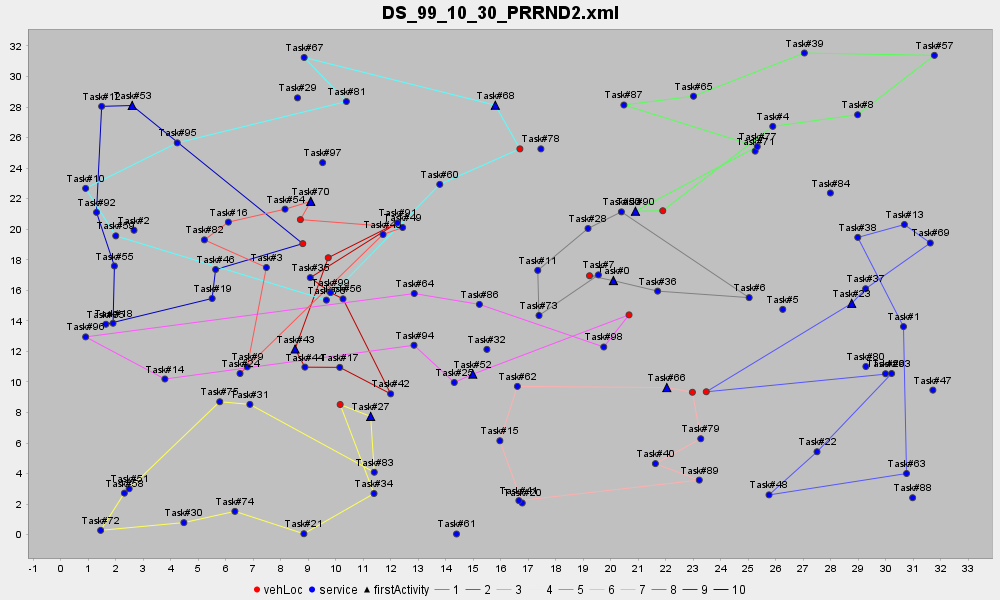 DS_99_10_30_PRRND2.xml
32
30
28
26
24
22
20
18
16
14
12
10
8
6
4
2
0
Task#67
Task#39
Task#57
Task#29
Task#81
Task#53
Task#68
Task#87
Task#65
Task#8
Task#4
Task#95
Task#77
Task#71
Task#78
Task#97
Task#10
Task#60
Task#84
Task#70
Task#54
Task#92
Task#16
Task#91
Task#49
Task#90
Task#28
Task#2
Task#59
Task#82
Task#13
Task#38
Task#69
Task#55
Task#46
Task#3
Task#35
Task#11
Task#7
Task#0
Task#36
Task#6
Task#37
Task#23
Task#19
Task#99
Task#56
Task#64
Task#86
Task#73
Task#5
Task#1
Task#18
Task#96
Task#43
Task#94
Task#32
Task#98
Task#14
Task#24
Task#9
Task#44
Task#17
Task#25
Task#52
Task#80
Task#42
Task#62
Task#66
Task#47
Task#75
Task#31
Task#27
Task#15
Task#79
Task#22
Task#40
Task#83
Task#89
Task#63
Task#51
Task#58
Task#34
Task#20
Task#48
Task#88
Task#72
Task#30
Task#74
Task#21
Task#61
-1 0 1 2 3 4 5 6 7 8 9 10 11 12 13 14 15 16 17 18 19 20 21 22 23 24 25 26 27 28 29 30 31 32 33
vehLoc service firstActivity 1 2 3 4 5 6 7 8 9 10